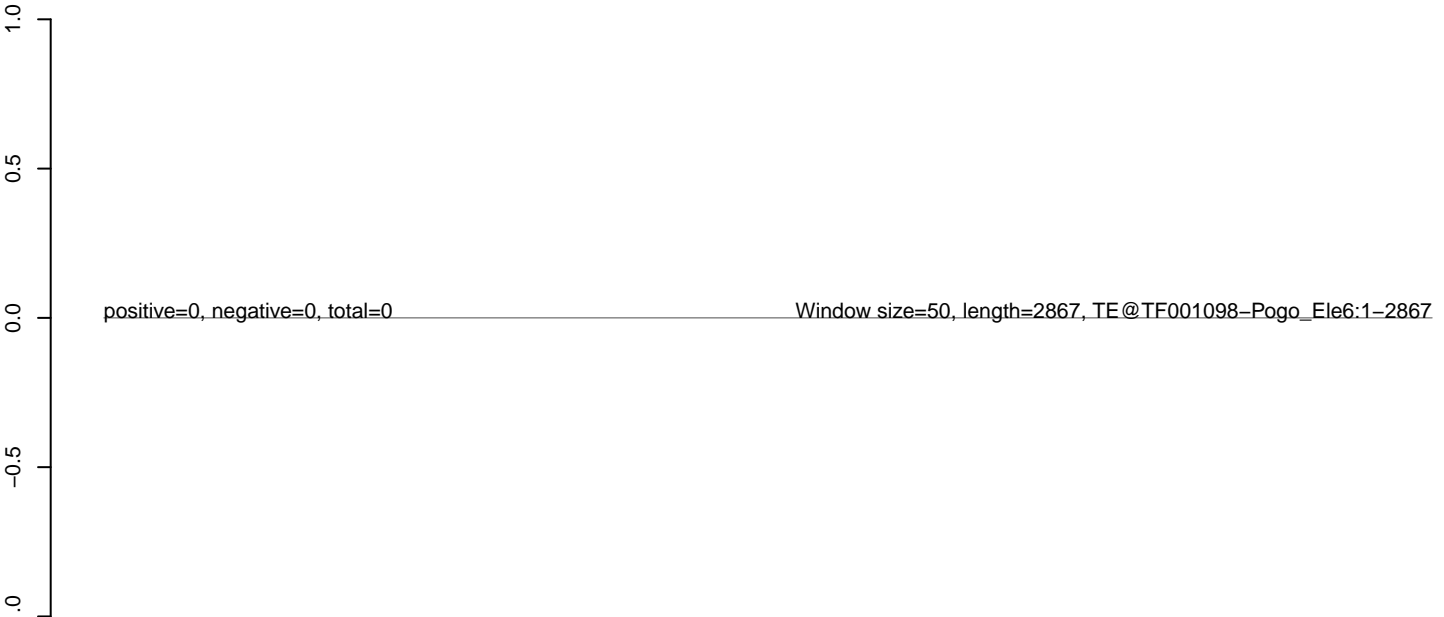 1.0
0.5
positive=0, negative=0, total=0
Window size=50, length=2867, TE@TF001098−Pogo_Ele6:1−2867
0.0
−0.5
.0